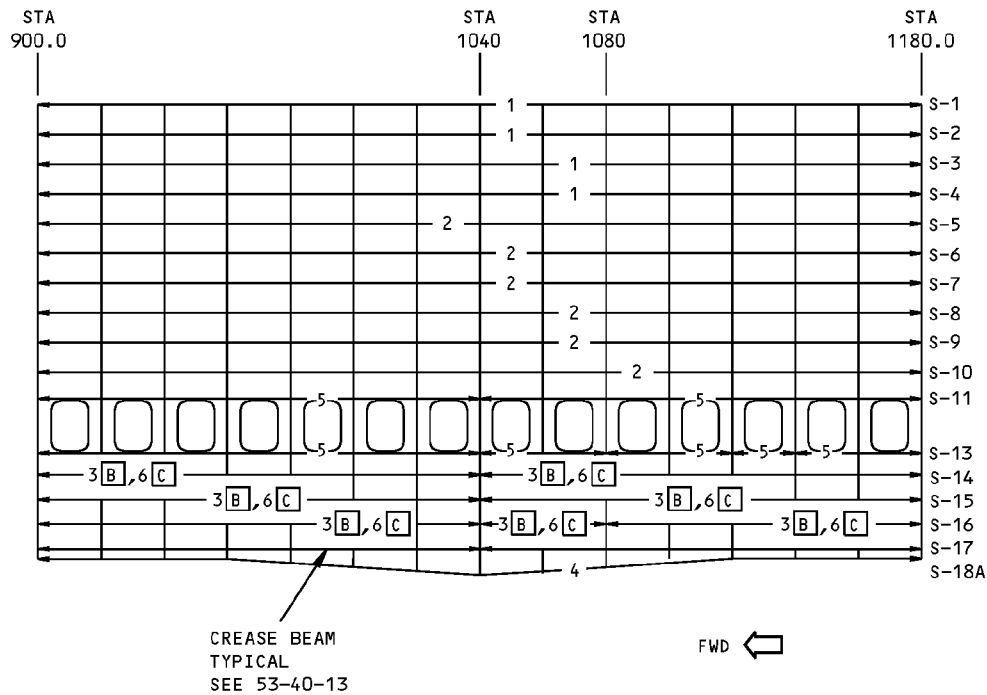 STA STA STA STA
900.0 1040 1080 1180.0
1 S-1
1 S-2
1 S-3
1 S-4
2 S-5
2 S-6
2 S-7
2 S-8
2 S-9
2 S-10
5 S-11
5 5 5 5 5 S-13
3 B ,6 C 3 B ,6 C S-14
3 B ,6 C 3 B ,6 C S-15
3 B ,6 C 3 B ,6 C 3 B ,6 C S-16
S-17
4 S-18A
CREASE BEAM
TYPICAL
SEE 53-40-13
FWD